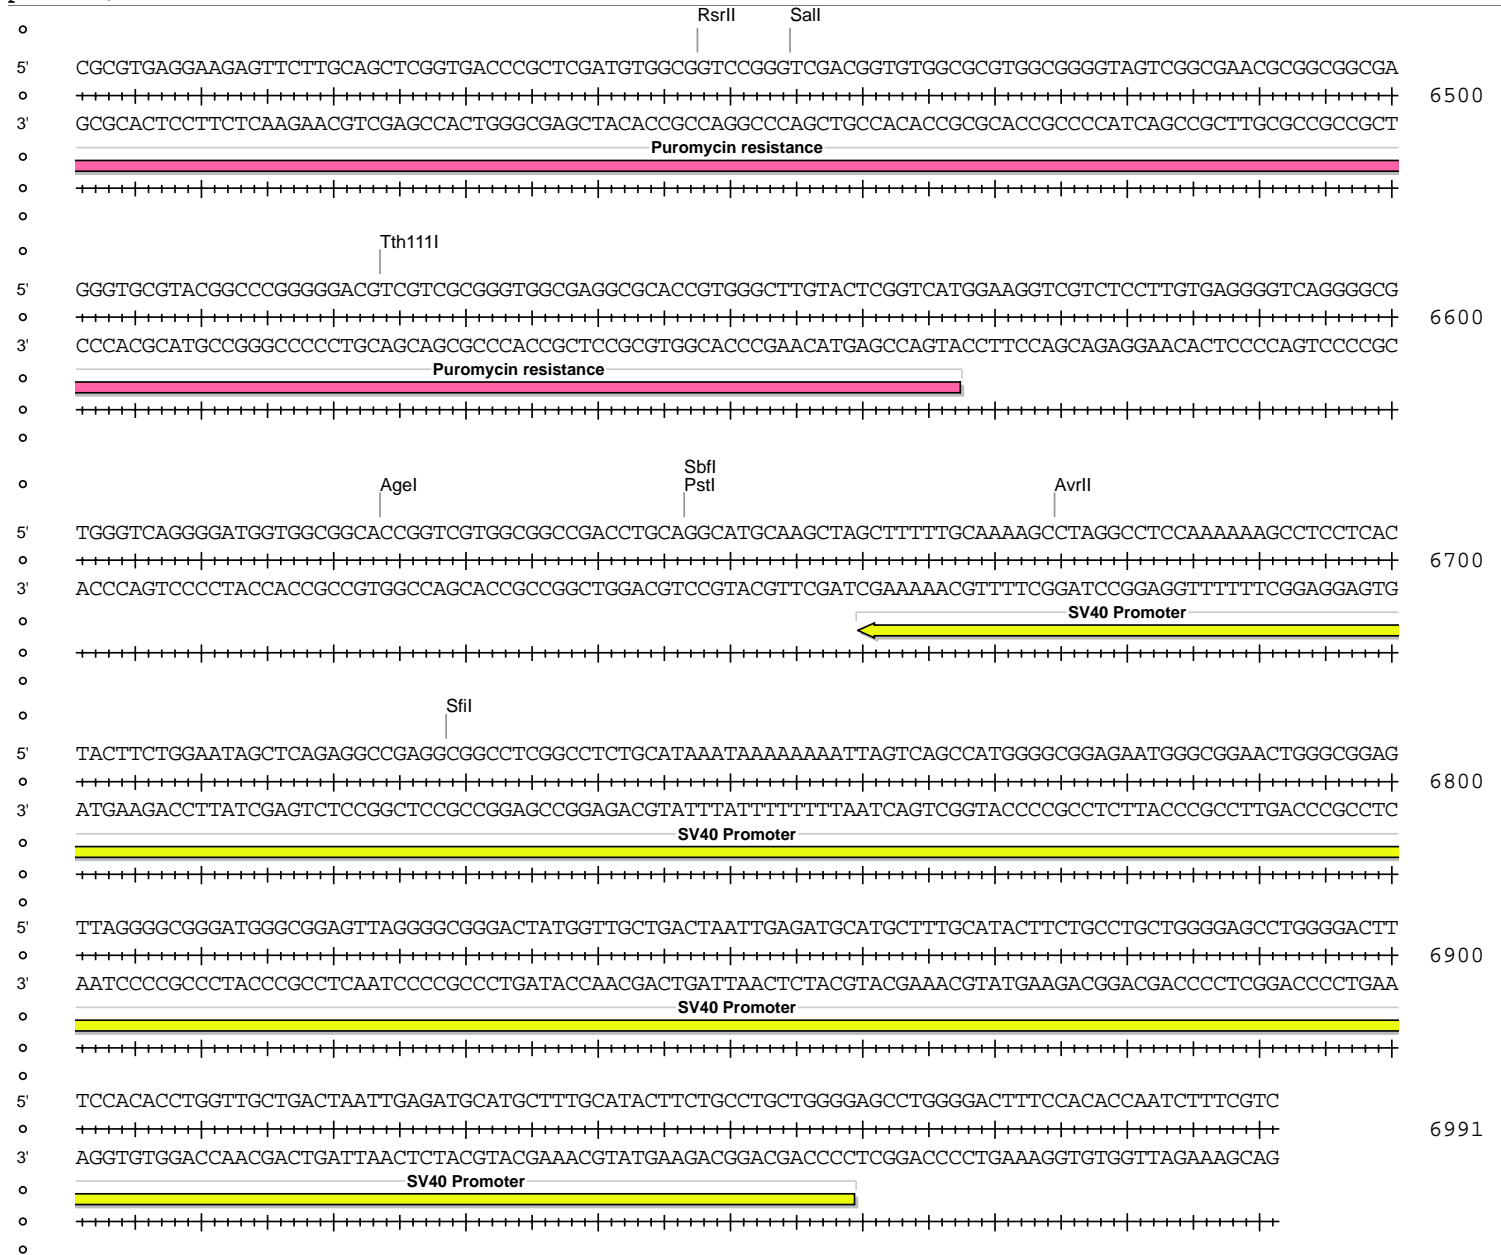 RsrII SalI
5' CGCGTGAGGAAGAGTTCTTGCAGCTCGGTGACCCGCTCGATGTGGCGGTCCGGGTCGACGGTGTGGCGCGTGGCGGGGTAGTCGGCGAACGCGGCGGCGA
6500
3' GCGCACTCCTTCTCAAGAACGTCGAGCCACTGGGCGAGCTACACCGCCAGGCCCAGCTGCCACACCGCGCACCGCCCCATCAGCCGCTTGCGCCGCCGCT
Puromycin resistance
Tth111I
5' GGGTGCGTACGGCCCGGGGGACGTCGTCGCGGGTGGCGAGGCGCACCGTGGGCTTGTACTCGGTCATGGAAGGTCGTCTCCTTGTGAGGGGTCAGGGGCG
6600
3' CCCACGCATGCCGGGCCCCCTGCAGCAGCGCCCACCGCTCCGCGTGGCACCCGAACATGAGCCAGTACCTTCCAGCAGAGGAACACTCCCCAGTCCCCGC
Puromycin resistance
SbfI
AgeI PstI AvrII
5' TGGGTCAGGGGATGGTGGCGGCACCGGTCGTGGCGGCCGACCTGCAGGCATGCAAGCTAGCTTTTTGCAAAAGCCTAGGCCTCCAAAAAAGCCTCCTCAC
6700
3' ACCCAGTCCCCTACCACCGCCGTGGCCAGCACCGCCGGCTGGACGTCCGTACGTTCGATCGAAAAACGTTTTCGGATCCGGAGGTTTTTTCGGAGGAGTG
SV40 Promoter
SfiI
5' TACTTCTGGAATAGCTCAGAGGCCGAGGCGGCCTCGGCCTCTGCATAAATAAAAAAAATTAGTCAGCCATGGGGCGGAGAATGGGCGGAACTGGGCGGAG
6800
3' ATGAAGACCTTATCGAGTCTCCGGCTCCGCCGGAGCCGGAGACGTATTTATTTTTTTTAATCAGTCGGTACCCCGCCTCTTACCCGCCTTGACCCGCCTC
SV40 Promoter
5' TTAGGGGCGGGATGGGCGGAGTTAGGGGCGGGACTATGGTTGCTGACTAATTGAGATGCATGCTTTGCATACTTCTGCCTGCTGGGGAGCCTGGGGACTT
6900
3' AATCCCCGCCCTACCCGCCTCAATCCCCGCCCTGATACCAACGACTGATTAACTCTACGTACGAAACGTATGAAGACGGACGACCCCTCGGACCCCTGAA
SV40 Promoter
5' TCCACACCTGGTTGCTGACTAATTGAGATGCATGCTTTGCATACTTCTGCCTGCTGGGGAGCCTGGGGACTTTCCACACCAATCTTTCGTC
6991
3' AGGTGTGGACCAACGACTGATTAACTCTACGTACGAAACGTATGAAGACGGACGACCCCTCGGACCCCTGAAAGGTGTGGTTAGAAAGCAG
SV40 Promoter